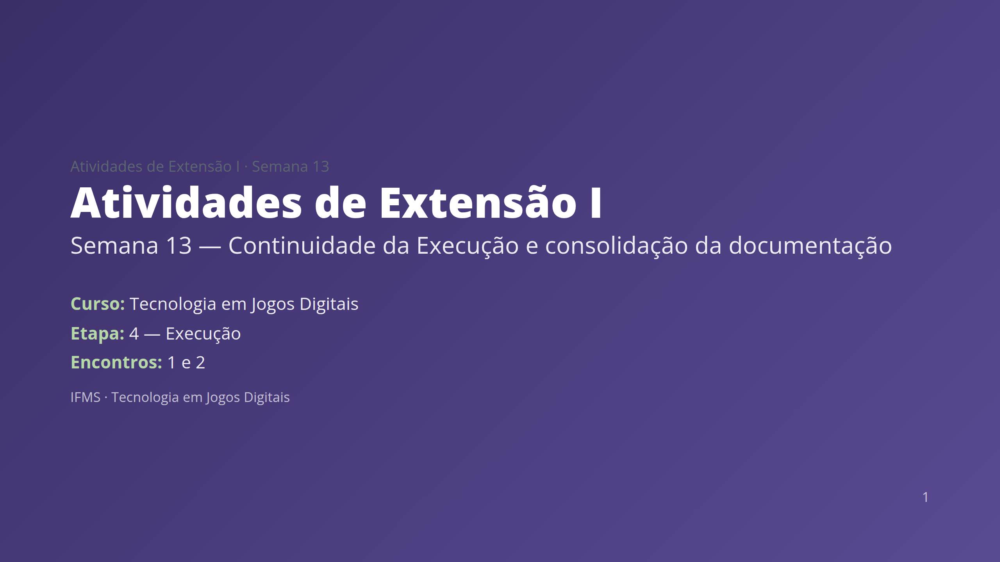 Atividades de Extensão I · Semana 13
Atividades de Extensão I
Semana 13 — Continuidade da Execução e consolidação da documentação
Curso: Tecnologia em Jogos Digitais
Etapa: 4 — Execução
Encontros: 1 e 2
IFMS · Tecnologia em Jogos Digitais
1